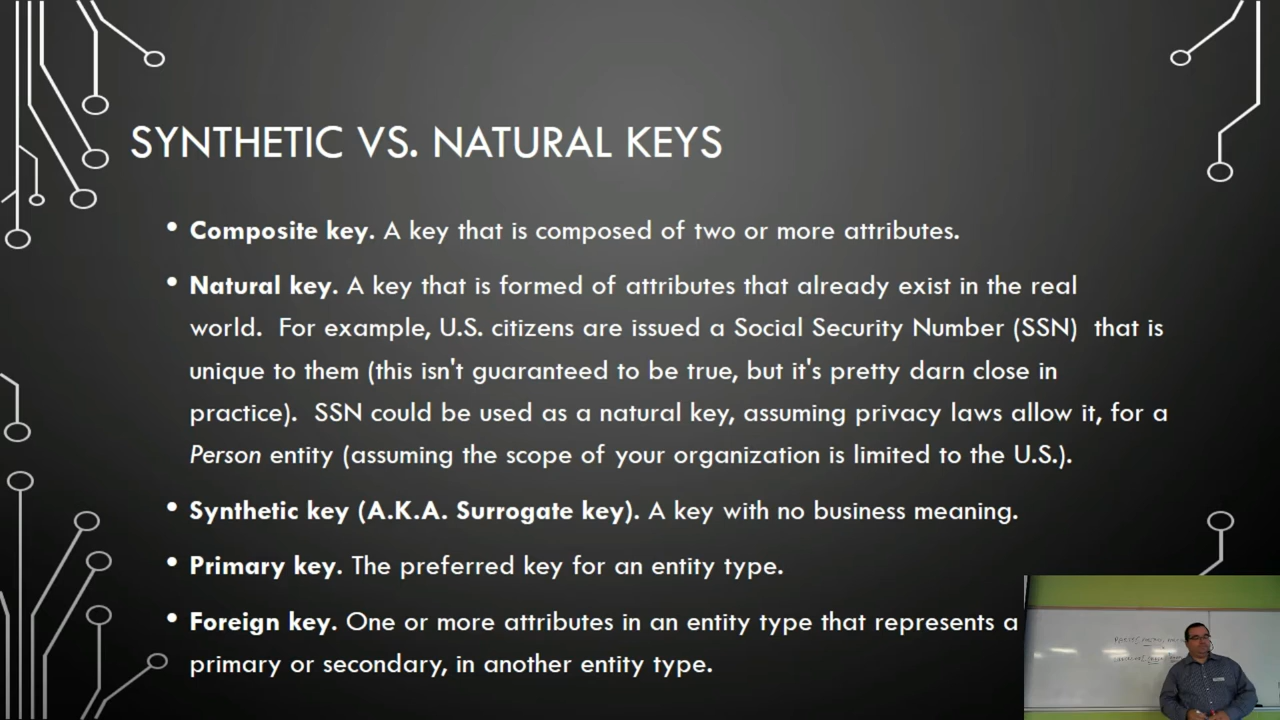 SYNTHETIC VS. NATURAL KEYS
• Composite key. A key that is composed of two or more attributes.
• Natural key. A key that is formed of attributes that already exist in the real
world. For example, U.S. citizens are issued a Social Security Number (SSN) that is
unique to them (this isn't guaranteed to be true, but it's pretty darn close in
practice). SSN could be used as a natural key, assuming privacy laws allow it, for a
Person entity (assuming the scope of your organization is limited to the U.S.).
• Synthetic key (A.K.A. Surrogate key). A key with no business meaning.
• Primary key. The preferred key for an entity type.
• Foreign key. One or more attributes in an entity type that represents a
primary or secondary, in another entity type.